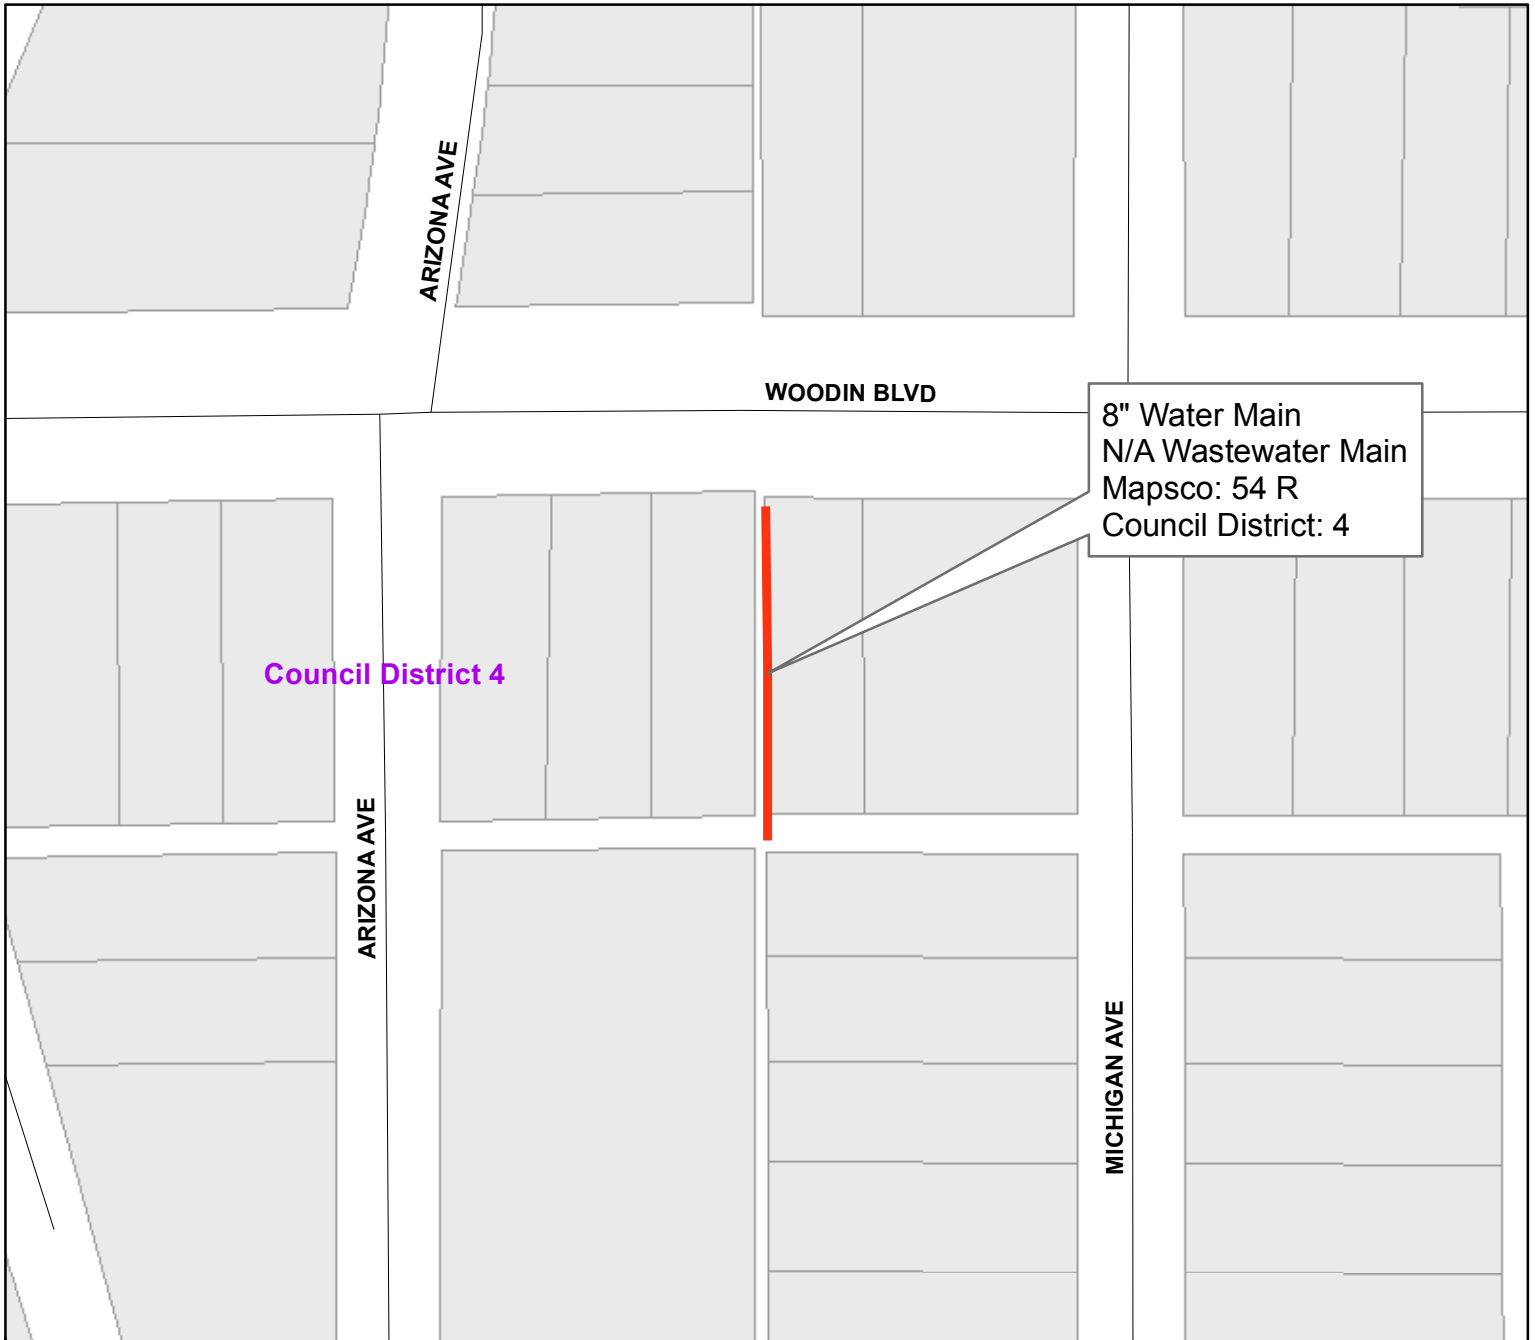 ARIZONA AVE
WOODIN BLVD
8" Water Main
N/A Wastewater Main
Mapsco: 54 R
Council District: 4
Council District 4
ARIZONA AVE
MICHIGAN AVE